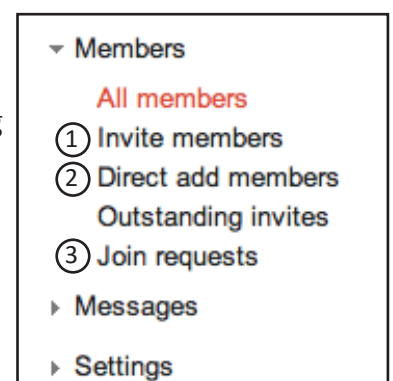 Members
All members
g
1 Invite members
2 Direct add members
Outstanding invites
3 Join requests
Messages
Settings